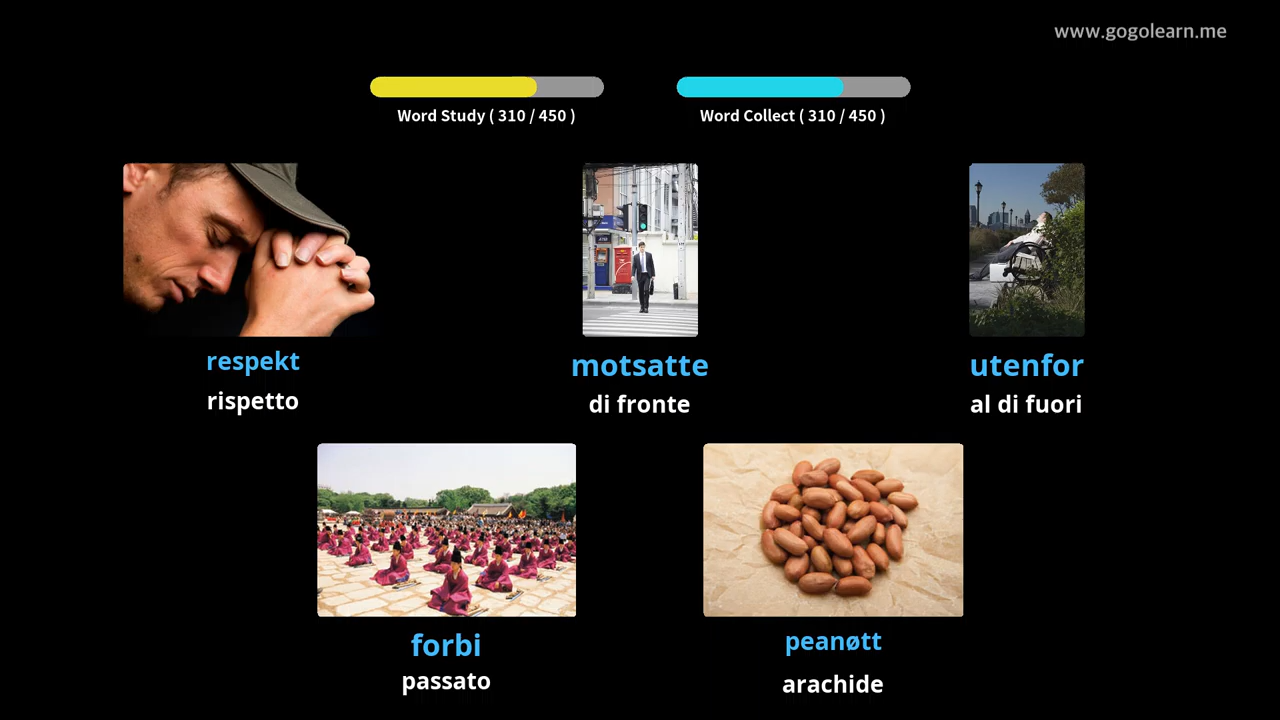 www.gogolearn.me
Word Study ( 310 / 450 )
Word Collect ( 310 / 450 )
respekt
rispetto
motsatte
di fronte
utenfor
al di fuori
forbi
passato
peanøtt
arachide